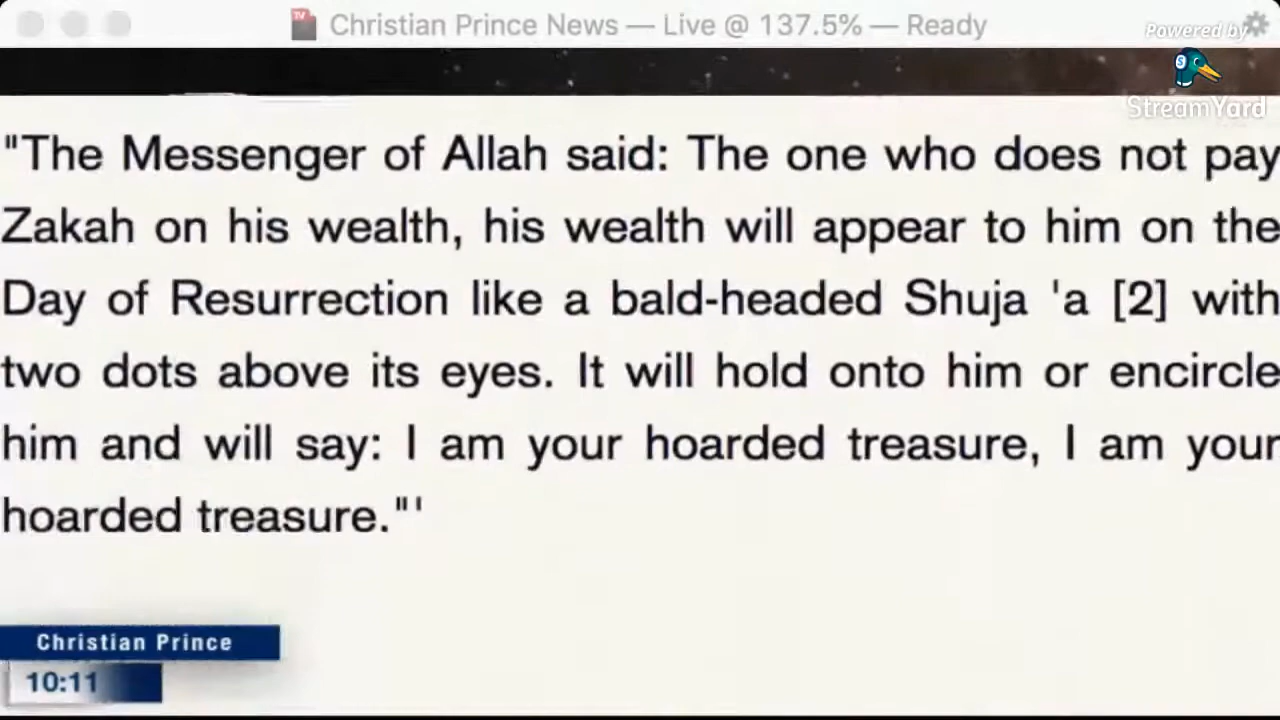 Christian Prince News — Live @ 137.5% — Ready
Powered by
StreamYard
"The Messenger of Allah said: The one who does not pay
Zakah on his wealth, his wealth will appear to him on the
Day of Resurrection like a bald-headed Shuja 'a [2] with
two dots above its eyes. It will hold onto him or encircle
him and will say: I am your hoarded treasure, I am your
hoarded treasure."'
Christian Prince
10:11